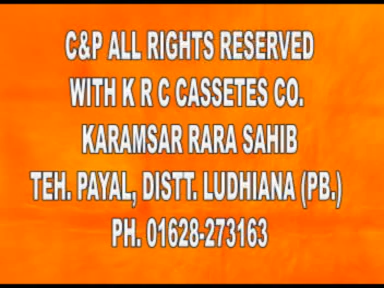 C&P ALL RIGHTS RESERVED
WITH K R C CASSETES CO.
KARAMSAR RARA SAHIB
TEH. PAYAL, DISTT. LUDHIANA (PB.)
PH. 01628-273163